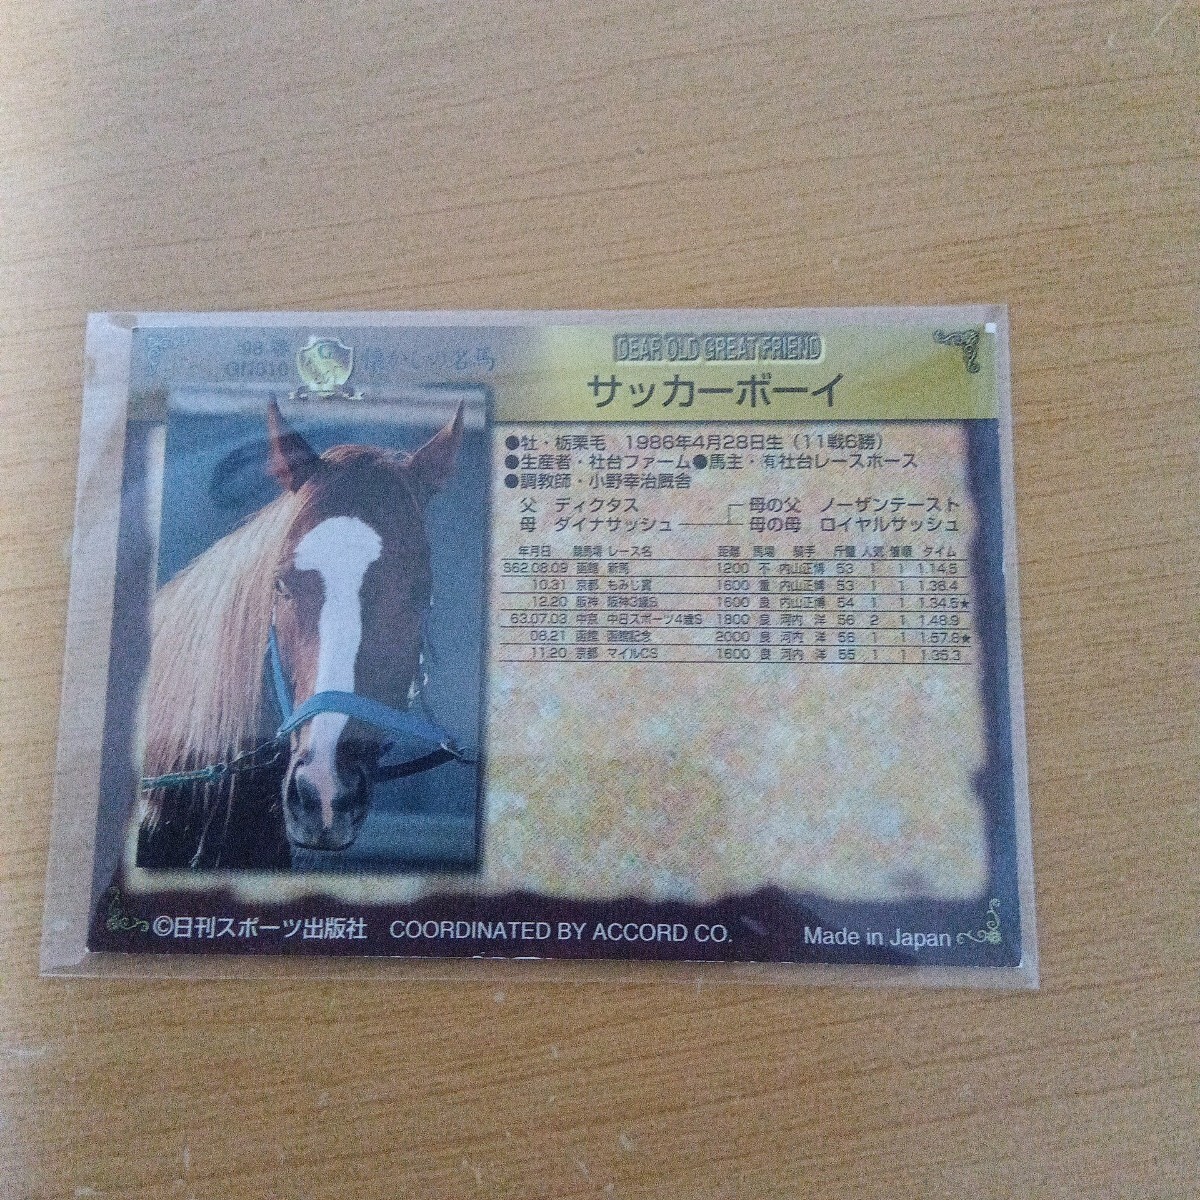 '98 春
懐かしの名馬
DEAR OLD GREAT FRIEND
サッカーボーイ
●牡・栃栗毛 1986年4月28日生(11戦6勝)
●生産者・社台ファーム●馬主・㈲社台レースホース
●調教師・小野幸治厩舎
父 ディクタス 母の父 ノーザンテースト
母 ダイナサッシュ 母の母 ロイヤルサッシュ
年月日 競馬場 レース名 距離 馬場 騎手 斤量 人気 着順 タイム
S62.08.09 函館 新馬 1200 不 内山正博 53 1 1 1.14.5
10.31 京都 もみじ賞 1600 重 内山正博 53 1 1 1.36.4
12.20 阪神 阪神3歳S 1600 良 内山正博 54 1 1 1.34.5★
63.07.03 中京 中日スポーツ4歳S 1800 良 河内 洋 56 2 1 1.48.9
08.21 函館 函館記念 2000 良 河内 洋 56 1 1 1.57.8★
11.20 京都 マイルCS 1600 良 河内 洋 55 1 1 1.35.3
©日刊スポーツ出版社 COORDINATED BY ACCORD CO. Made in Japan